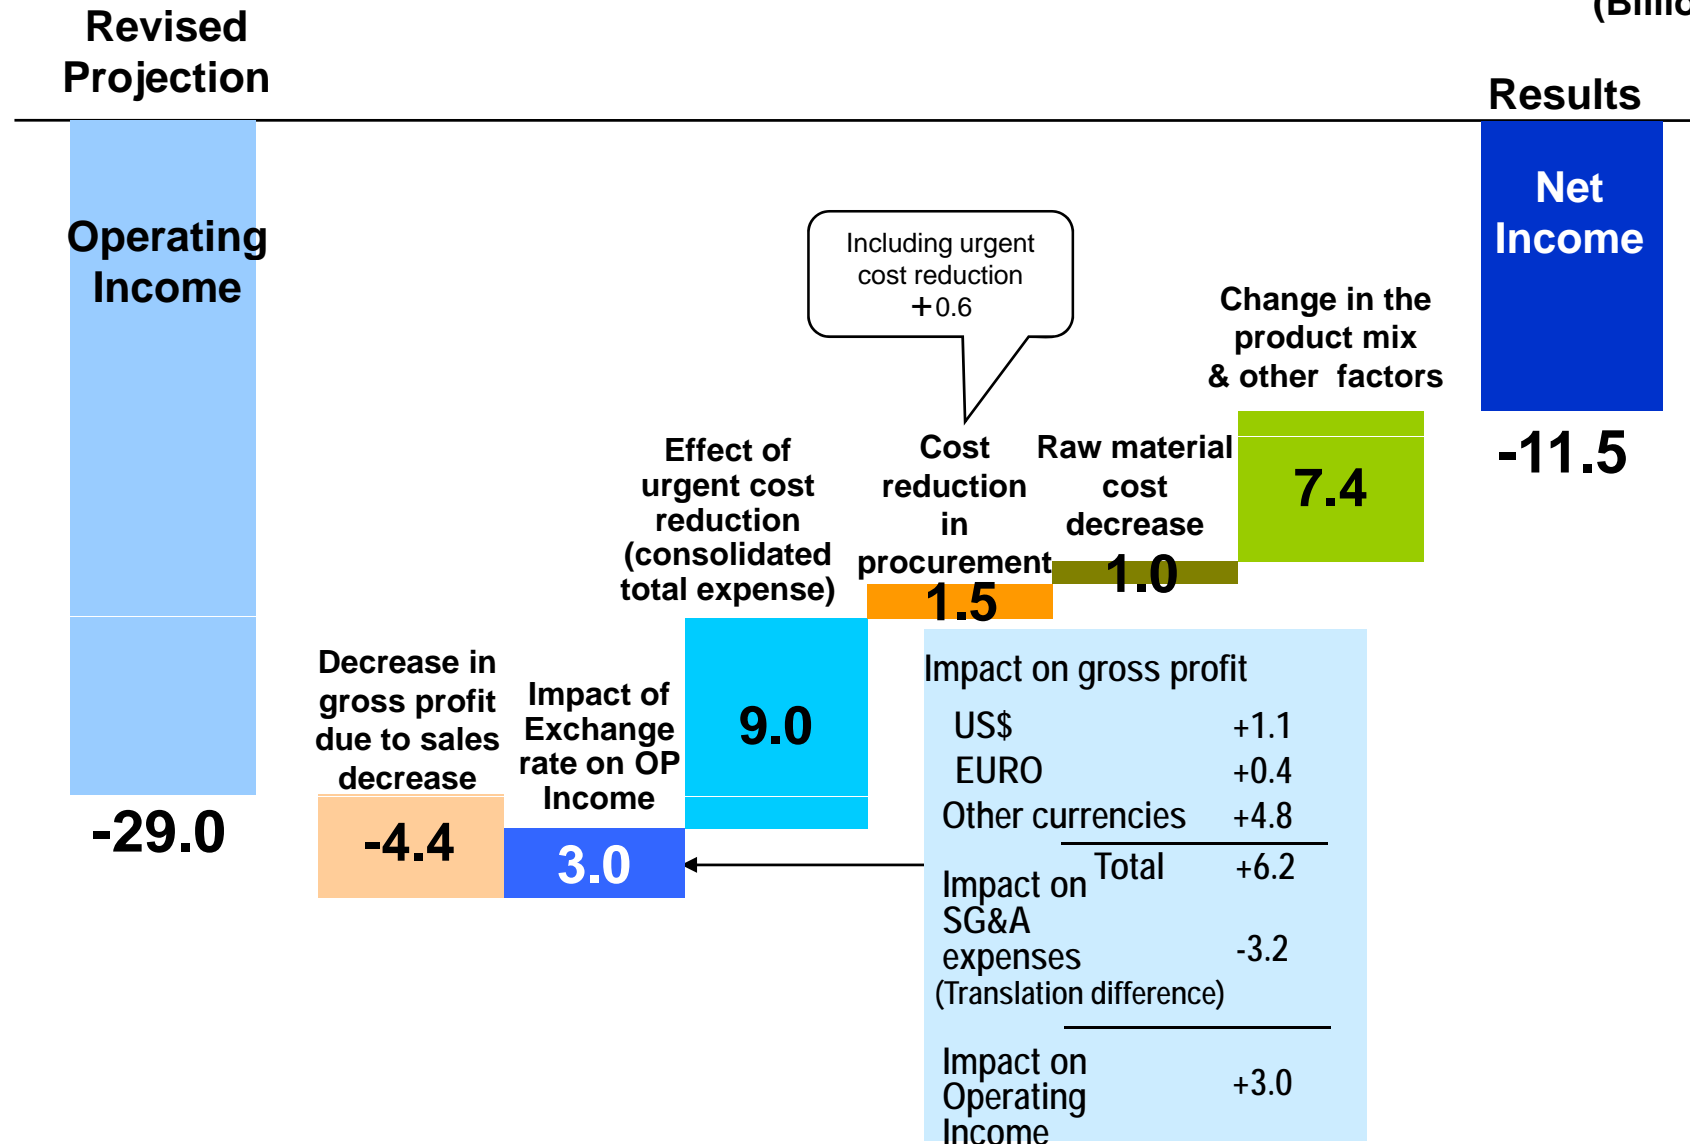 Revised
Projection
Results
Operating
Income
-29.0
Decrease in
gross profit
due to sales
decrease
-4.4
Impact of
Exchange
rate on OP
Income
3.0
Effect of
urgent cost
reduction
(consolidated
total expense)
9.0
Including urgent
cost reduction
+0.6
Cost
reduction
in
procurement
1.5
Raw material
cost
decrease
1.0
Change in the
product mix
& other factors
7.4
Net
Income
-11.5
Impact on gross profit
US$ +1.1
EURO +0.4
Other currencies +4.8
Total +6.2
Impact on
SG&A
expenses -3.2
(Translation difference)
Impact on
Operating +3.0
Income